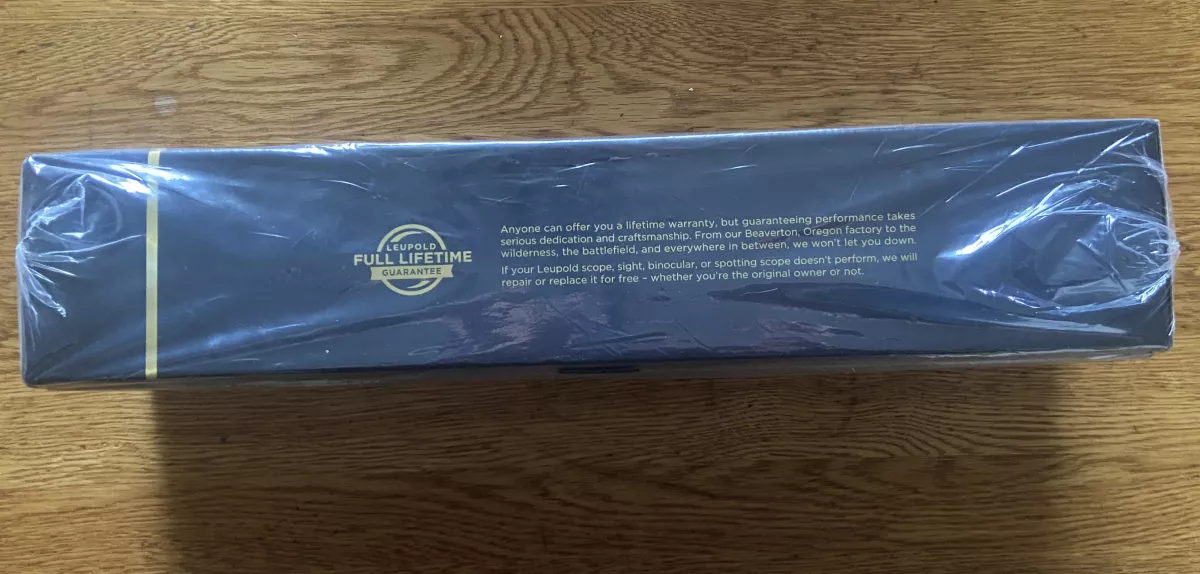 LEUPOLD
FULL LIFETIME
GUARANTEE
Anyone can offer you a lifetime warranty, but guaranteeing performance takes
serious dedication and craftsmanship. From our Beaverton, Oregon factory to the
wilderness, the battlefield, and everywhere in between, we won't let you down.
If your Leupold scope, sight, binocular, or spotting scope doesn't perform, we will
repair or replace it for free – whether you're the original owner or not.